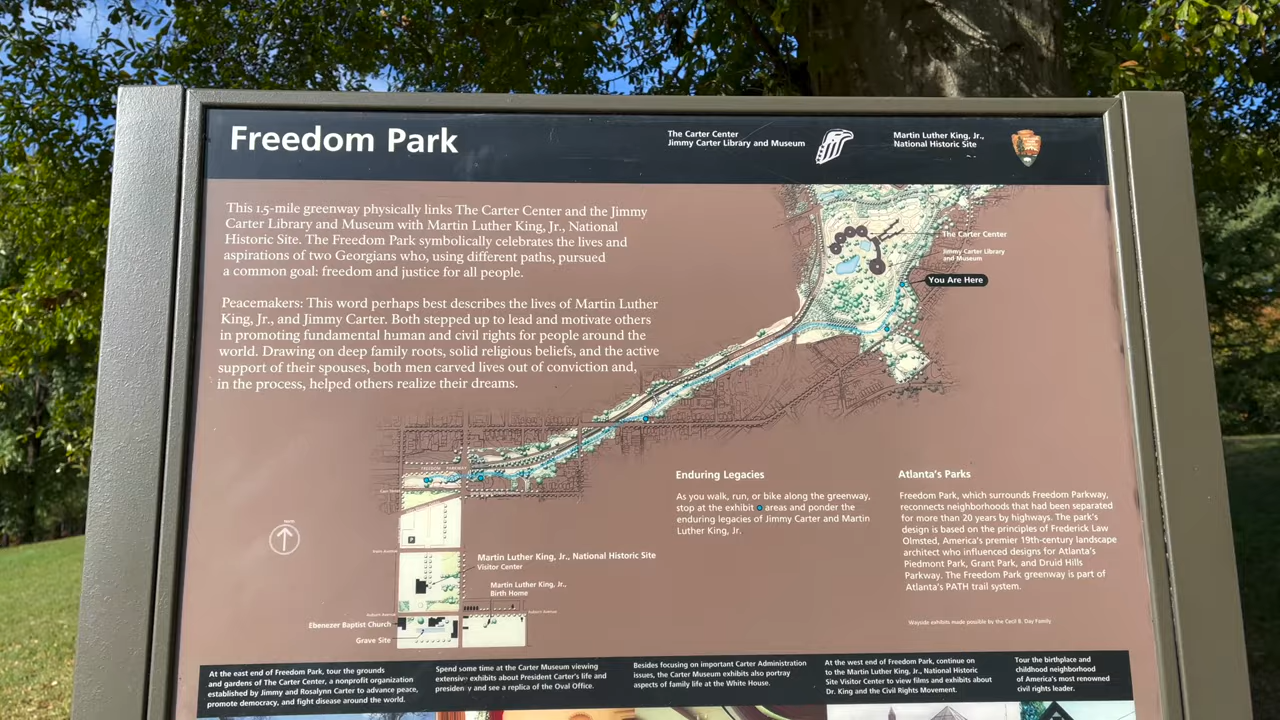 Freedom Park
The Carter Center
Jimmy Carter Library and Museum
Martin Luther King, Jr.,
National Historic Site
This 1.5-mile greenway physically links The Carter Center and the Jimmy
Carter Library and Museum with Martin Luther King, Jr., National
Historic Site. The Freedom Park symbolically celebrates the lives and
aspirations of two Georgians who, using different paths, pursued
a common goal: freedom and justice for all people.
Peacemakers: This word perhaps best describes the lives of Martin Luther
King, Jr., and Jimmy Carter. Both stepped up to lead and motivate others
in promoting fundamental human and civil rights for people around the
world. Drawing on deep family roots, solid religious beliefs, and the active
support of their spouses, both men carved lives out of conviction and,
in the process, helped others realize their dreams.
The Carter Center
Jimmy Carter Library
and Museum
You Are Here
FREEDOM PARKWAY
Enduring Legacies
As you walk, run, or bike along the greenway,
stop at the exhibit areas and ponder the
enduring legacies of Jimmy Carter and Martin
Luther King, Jr.
Atlanta's Parks
Freedom Park, which surrounds Freedom Parkway,
reconnects neighborhoods that had been separated
for more than 20 years by highways. The park's
design is based on the principles of Frederick Law
Olmsted, America's premier 19th-century landscape
architect who influenced designs for Atlanta's
Piedmont Park, Grant Park, and Druid Hills
Parkway. The Freedom Park greenway is part of
Atlanta's PATH trail system.
Wayside exhibits made possible by the Cecil B. Day Family
NORTH
P
Martin Luther King, Jr., National Historic Site
Visitor Center
Martin Luther King, Jr.,
Birth Home
Auburn Avenue
Auburn Avenue
Ebenezer Baptist Church
Grave Site
At the east end of Freedom Park, tour the grounds
and gardens of The Carter Center, a nonprofit organization
established by Jimmy and Rosalynn Carter to advance peace,
promote democracy, and fight disease around the world.
Spend some time at the Carter Museum viewing
extensive exhibits about President Carter's life and
presidency and see a replica of the Oval Office.
Besides focusing on important Carter Administration
issues, the Carter Museum exhibits also portray
aspects of family life at the White House.
At the west end of Freedom Park, continue on
to the Martin Luther King, Jr., National Historic
Site Visitor Center to view films and exhibits about
Dr. King and the Civil Rights Movement.
Tour the birthplace and
childhood neighborhood
of America's most renowned
civil rights leader.